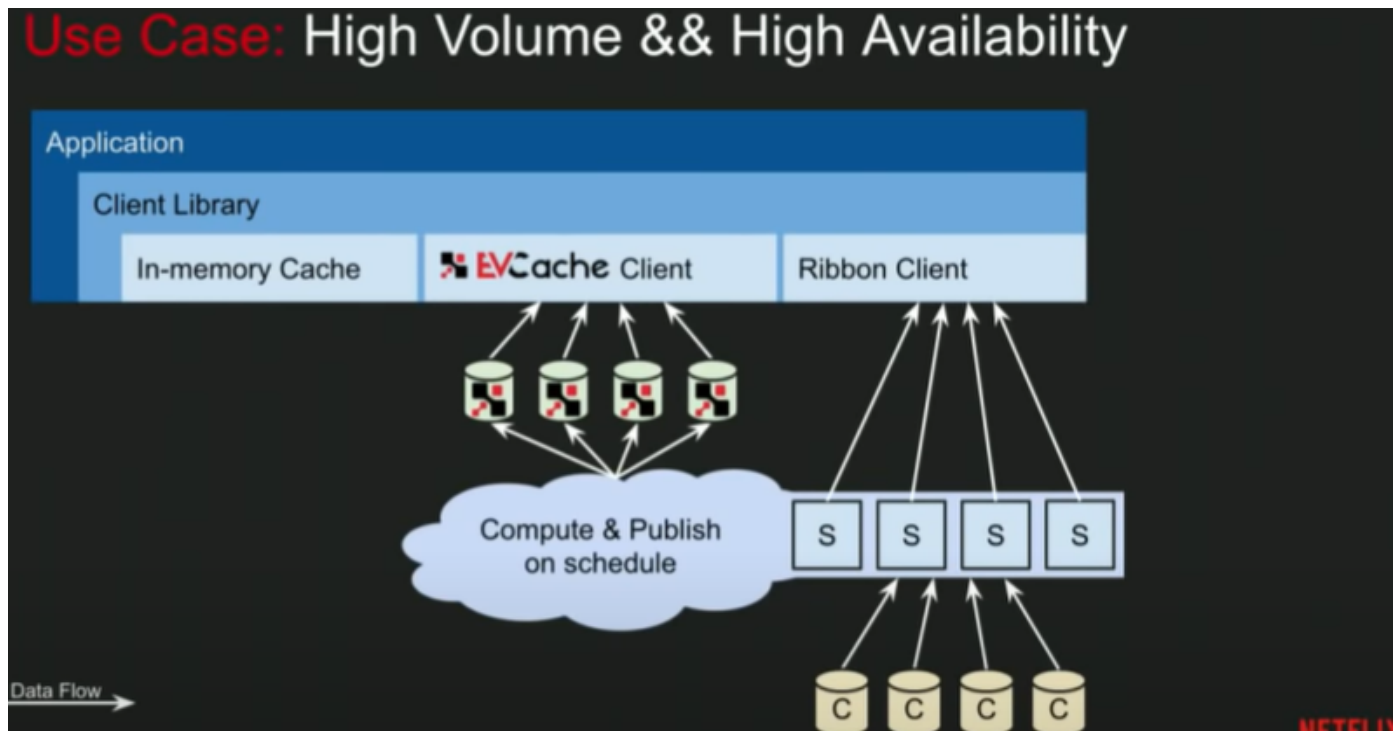 Use Case: High Volume && High Availability
Application
Client Library
In-memory Cache
EVCache Client
Ribbon Client
Compute & Publish
on schedule
S
S
S
S
C
C
C
C
Data Flow
NETFLIX